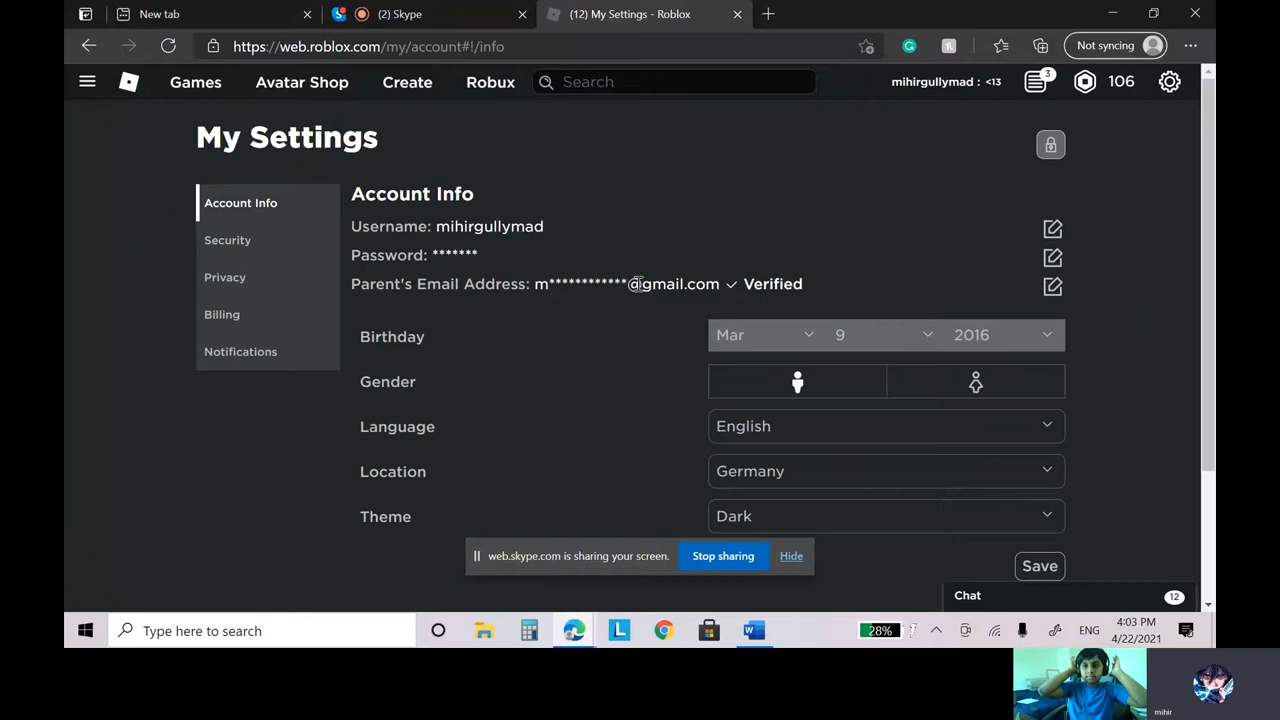 New tab
(2) Skype
(12) My Settings - Roblox
https://web.roblox.com/my/account#!/info
Not syncing
Games
Avatar Shop
Create
Robux
Search
mihirgullymad : <13
3
106
My Settings
Account Info
Security
Privacy
Billing
Notifications
Account Info
Username: mihirgullymad
Password: *******
Parent's Email Address: m************@gmail.com ✓ Verified
Birthday
Mar 9 2016
Gender
Language
English
Location
Germany
Theme
Dark
web.skype.com is sharing your screen.
Stop sharing
Hide
Save
Chat
12
Type here to search
L
28%
ENG
4:03 PM
4/22/2021
mihir